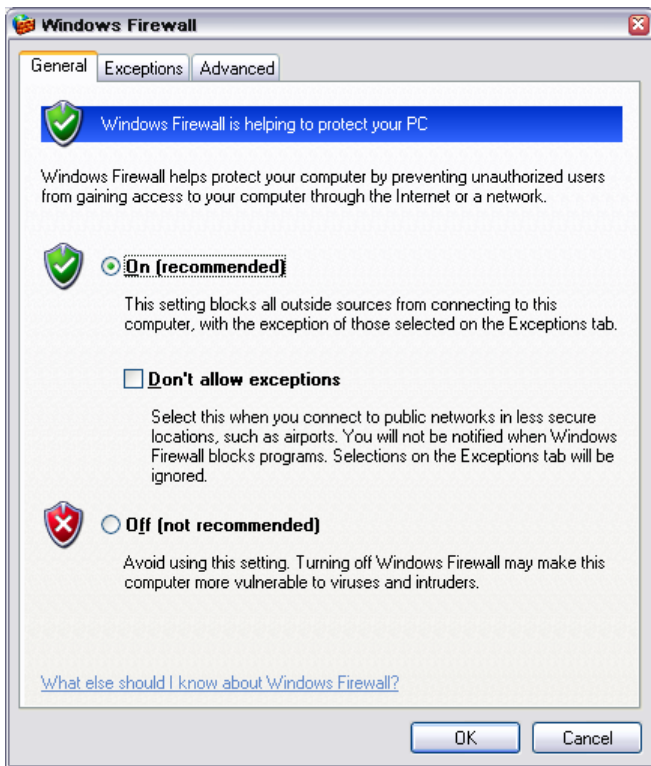 Windows Firewall
General Exceptions Advanced
Windows Firewall is helping to protect your PC
Windows Firewall helps protect your computer by preventing unauthorized users
from gaining access to your computer through the Internet or a network.
On (recommended)
This setting blocks all outside sources from connecting to this
computer, with the exception of those selected on the Exceptions tab.
Don't allow exceptions
Select this when you connect to public networks in less secure
locations, such as airports. You will not be notified when Windows
Firewall blocks programs. Selections on the Exceptions tab will be
ignored.
Off (not recommended)
Avoid using this setting. Turning off Windows Firewall may make this
computer more vulnerable to viruses and intruders.
What else should I know about Windows Firewall?
OK Cancel